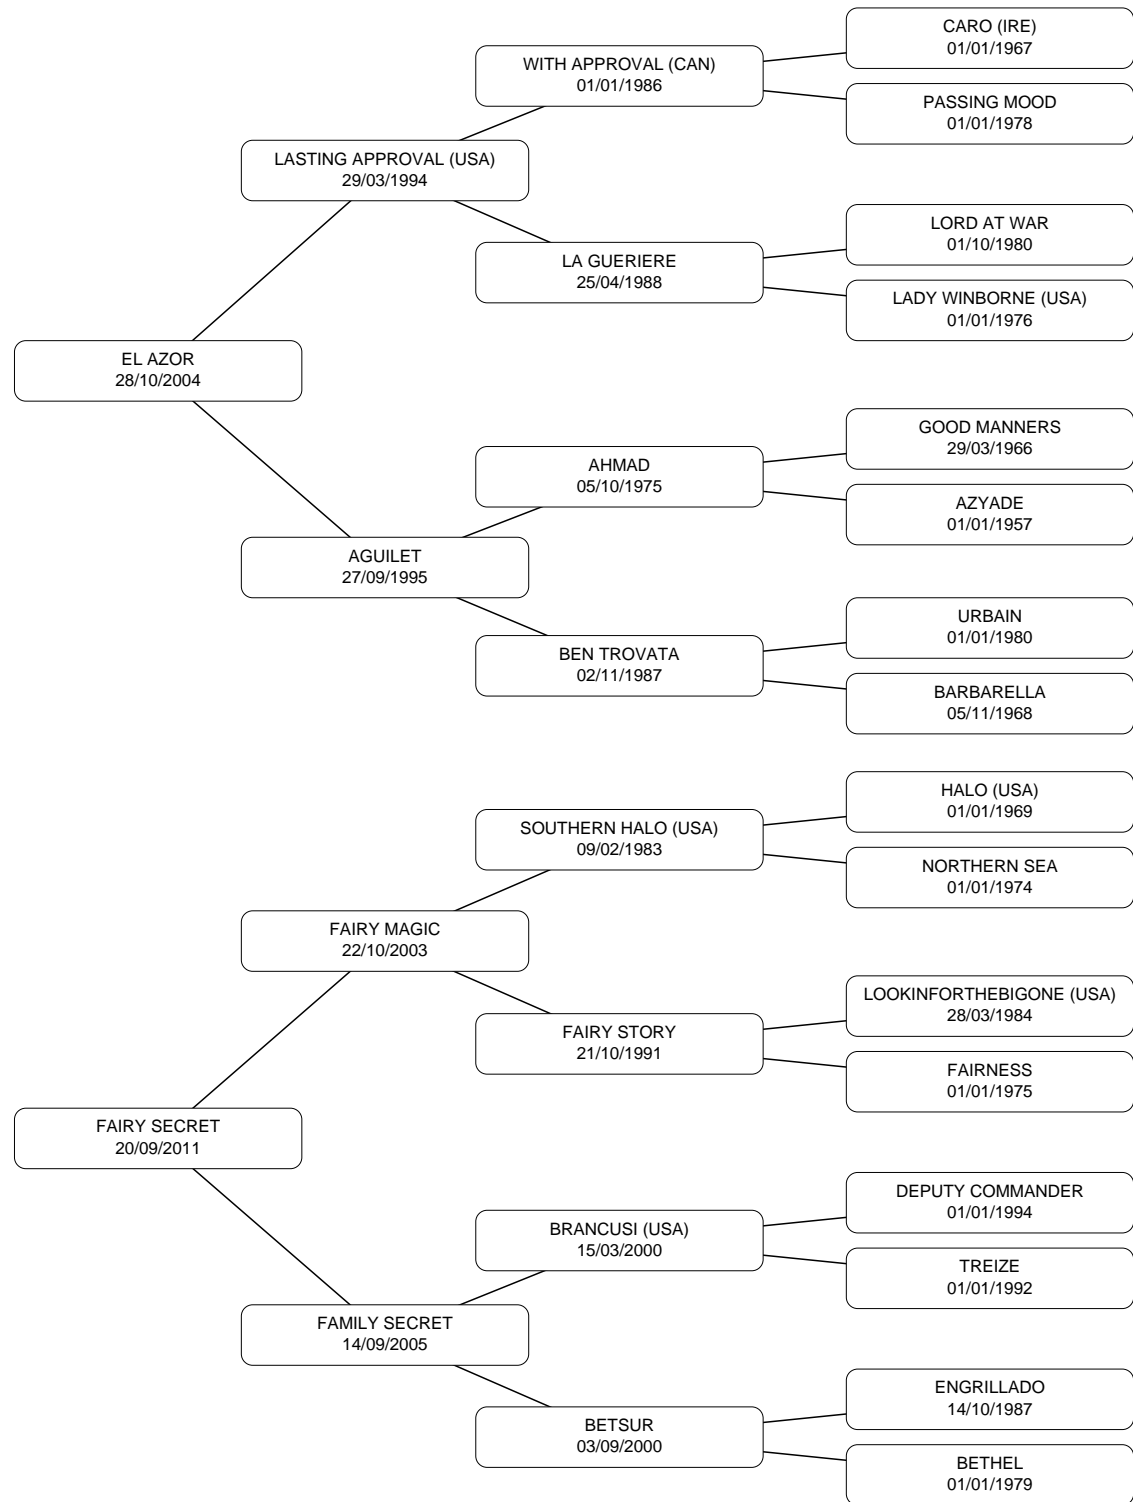 CARO (IRE)
01/01/1967
WITH APPROVAL (CAN)
01/01/1986
PASSING MOOD
01/01/1978
LASTING APPROVAL (USA)
29/03/1994
LORD AT WAR
01/10/1980
LA GUERIERE
25/04/1988
LADY WINBORNE (USA)
01/01/1976
EL AZOR
28/10/2004
GOOD MANNERS
29/03/1966
AHMAD
05/10/1975
AZYADE
01/01/1957
AGUILET
27/09/1995
URBAIN
01/01/1980
BEN TROVATA
02/11/1987
BARBARELLA
05/11/1968
HALO (USA)
01/01/1969
SOUTHERN HALO (USA)
09/02/1983
NORTHERN SEA
01/01/1974
FAIRY MAGIC
22/10/2003
LOOKINFORTHEBIGONE (USA)
28/03/1984
FAIRY STORY
21/10/1991
FAIRNESS
01/01/1975
FAIRY SECRET
20/09/2011
DEPUTY COMMANDER
01/01/1994
BRANCUSI (USA)
15/03/2000
TREIZE
01/01/1992
FAMILY SECRET
14/09/2005
ENGRILLADO
14/10/1987
BETSUR
03/09/2000
BETHEL
01/01/1979